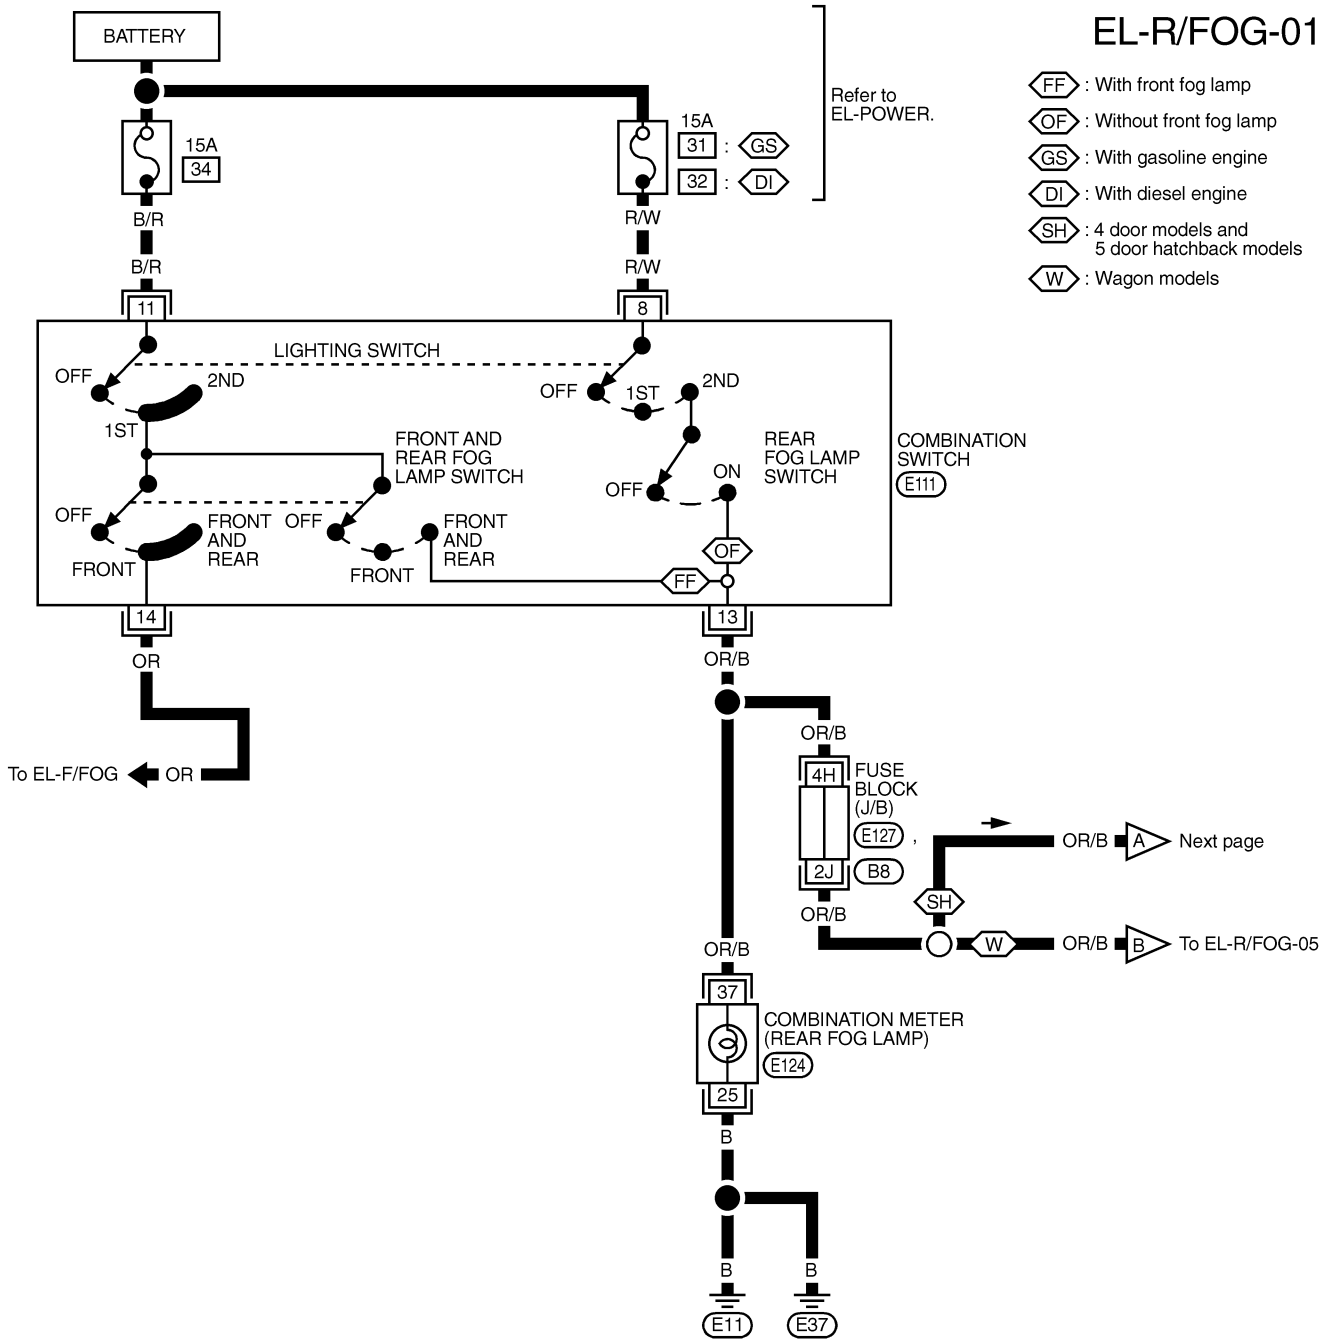 EL-R/FOG-01
BATTERY
Refer to
EL-POWER.
FF : With front fog lamp
OF : Without front fog lamp
GS : With gasoline engine
DI : With diesel engine
SH : 4 door models and
5 door hatchback models
W : Wagon models
15A
34
15A
31 : GS
32 : DI
B/R
R/W
B/R
R/W
11
8
LIGHTING SWITCH
OFF
2ND
1ST
OFF
1ST
2ND
FRONT AND
REAR FOG
LAMP SWITCH
REAR
FOG LAMP
SWITCH
COMBINATION
SWITCH
E111
OFF
ON
OFF
FRONT
AND
REAR
FRONT
OFF
FRONT
AND
REAR
FRONT
OF
FF
14
13
OR
OR/B
To EL-F/FOG
OR
OR/B
4H
FUSE
BLOCK
(J/B)
E127 ,
2J
B8
OR/B
SH
OR/B
A
Next page
W
OR/B
B
To EL-R/FOG-05
OR/B
37
COMBINATION METER
(REAR FOG LAMP)
E124
25
B
B
B
E11
E37